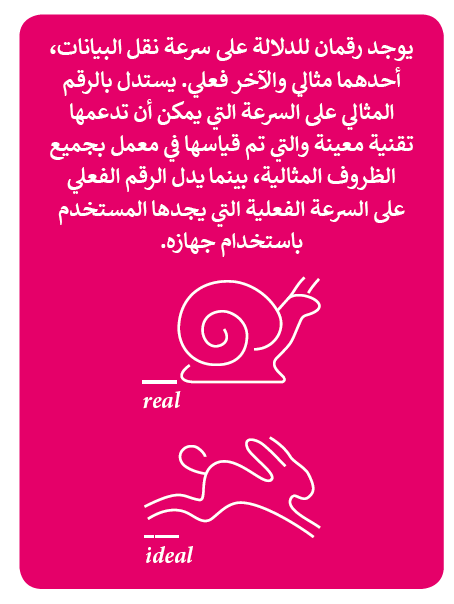 يوجد رقمان للدلالة على سرعة نقل البيانات،
أحدهما مثالي والآخر فعلي. يستدل بالرقم
المثالي على السرعة التي يمكن أن تدعمها
تقنية معينة والتي تم قياسها في معمل بجميع
الظروف المثالية، بينما يدل الرقم الفعلي
على السرعة الفعلية التي يجدها المستخدم
باستخدام جهازه.
real
ideal